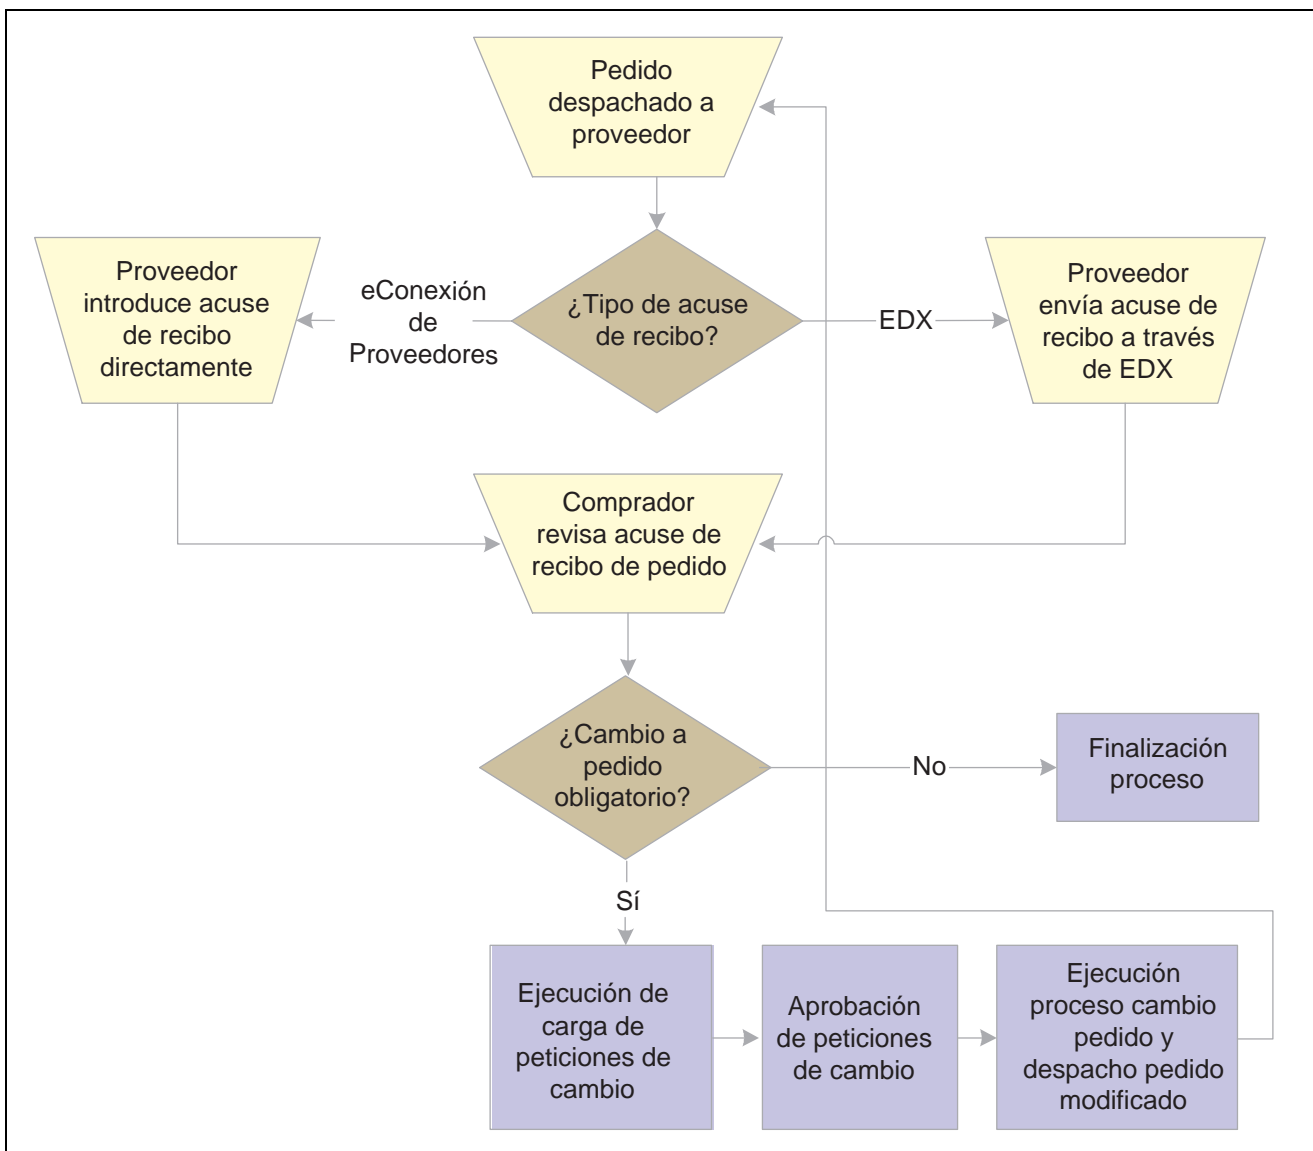 Pedido
despachado a
proveedor
Proveedor
introduce acuse
de recibo
directamente
eConexión
de
Proveedores
¿Tipo de acuse
de recibo?
EDX
Proveedor
envía acuse de
recibo a través
de EDX
Comprador
revisa acuse de
recibo de pedido
¿Cambio a
pedido
obligatorio?
No
Finalización
proceso
Sí
Ejecución de
carga de
peticiones de
cambio
Aprobación
de peticiones
de cambio
Ejecución
proceso cambio
pedido y
despacho pedido
modificado